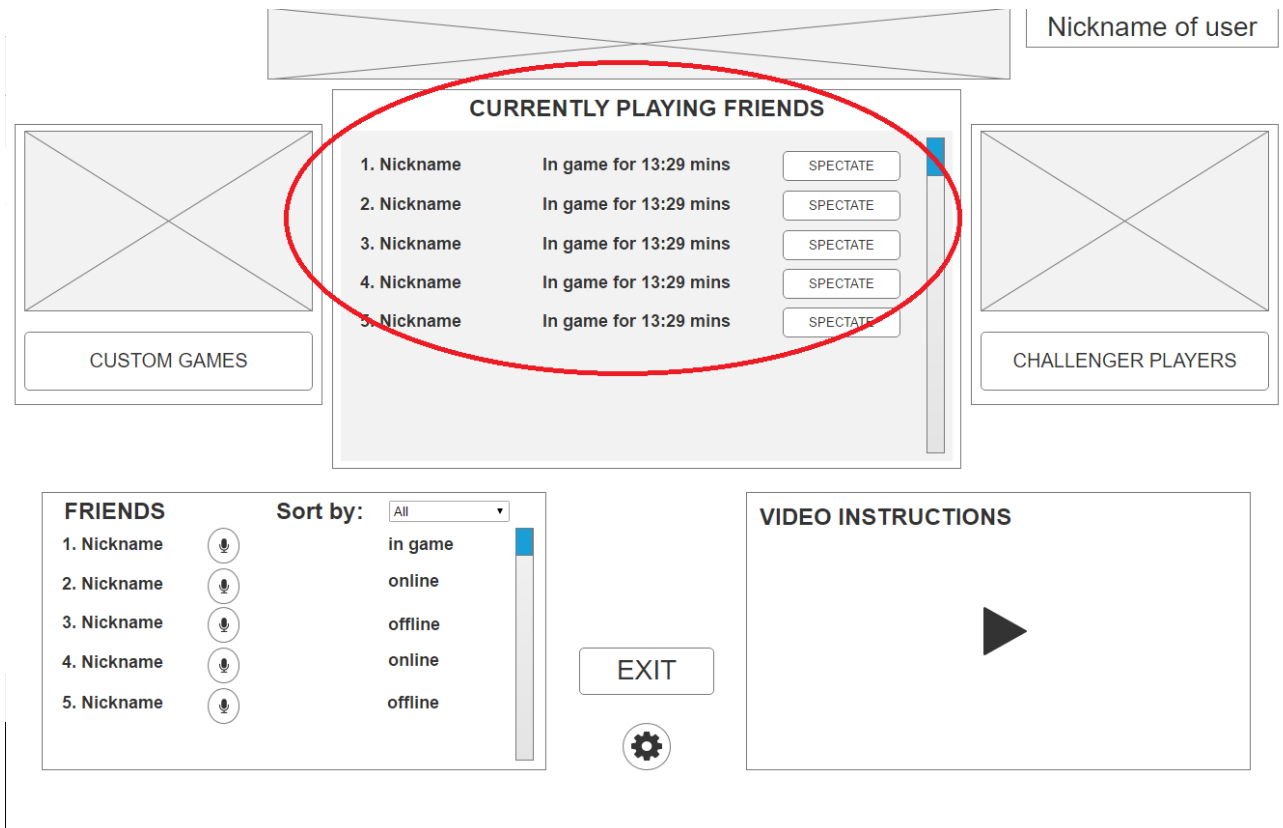 Nickname of user
CURRENTLY PLAYING FRIENDS
1. Nickname In game for 13:29 mins SPECTATE
2. Nickname In game for 13:29 mins SPECTATE
3. Nickname In game for 13:29 mins SPECTATE
4. Nickname In game for 13:29 mins SPECTATE
5. Nickname In game for 13:29 mins SPECTATE
CUSTOM GAMES
CHALLENGER PLAYERS
FRIENDS Sort by: All
1. Nickname in game
2. Nickname online
3. Nickname offline
4. Nickname online
5. Nickname offline
EXIT
VIDEO INSTRUCTIONS